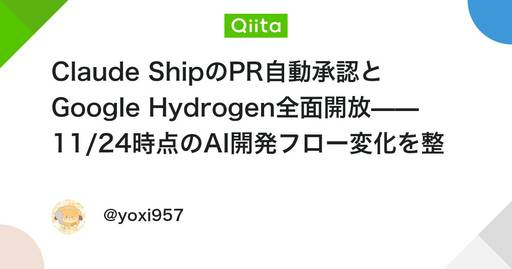 Qiita
Claude ShipのPR自動承認と
Google Hydrogen全面開放——
11/24時点のAI開発フロー変化を整
@yoxi957